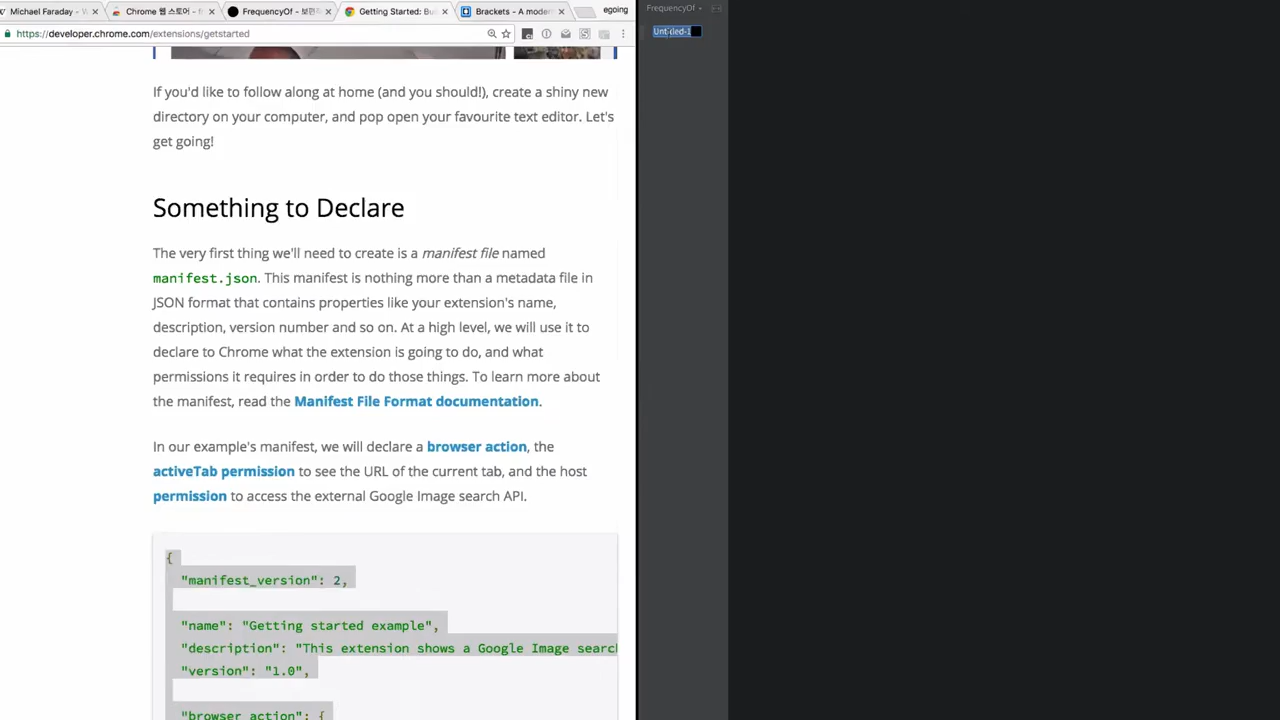 Michael Faraday - W
Chrome 웹 스토어 - f
FrequencyOf - 보편적
Getting Started: Bu
Brackets - A moder
egoing
https://developer.chrome.com/extensions/getstarted
FrequencyOf
Untitled-1
If you'd like to follow along at home (and you should!), create a shiny new
directory on your computer, and pop open your favourite text editor. Let's
get going!
Something to Declare
The very first thing we'll need to create is a manifest file named
manifest.json. This manifest is nothing more than a metadata file in
JSON format that contains properties like your extension's name,
description, version number and so on. At a high level, we will use it to
declare to Chrome what the extension is going to do, and what
permissions it requires in order to do those things. To learn more about
the manifest, read the Manifest File Format documentation.
In our example's manifest, we will declare a browser action, the
activeTab permission to see the URL of the current tab, and the host
permission to access the external Google Image search API.
{
"manifest_version": 2,
"name": "Getting started example",
"description": "This extension shows a Google Image search
"version": "1.0",
"browser_action": {